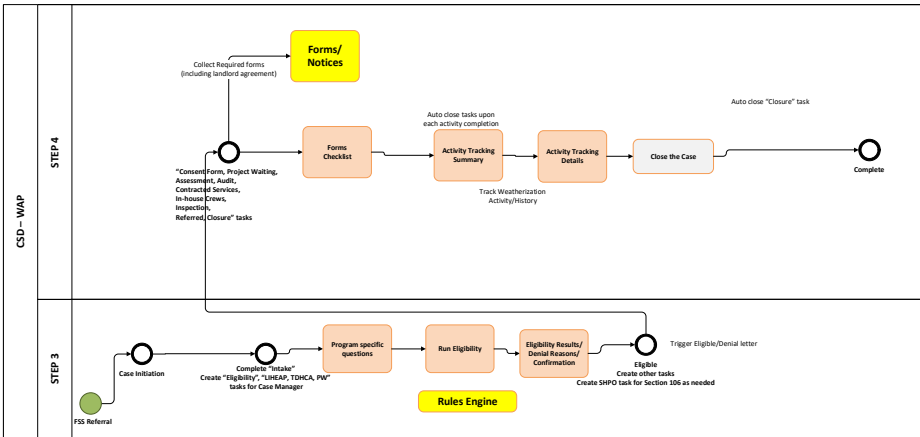 CSD – WAP
STEP 4
Forms/
Notices
Collect Required forms
(including landlord agreement)
Auto close "Closure" task
Auto close tasks upon
each activity completion
Forms
Checklist
Activity Tracking
Summary
Activity Tracking
Details
Close the Case
Complete
"Consent Form, Project Waiting,
Assessment, Audit,
Contracted Services,
In-house Crews,
Inspection,
Referred, Closure" tasks
Track Weatherization
Activity/History
STEP 3
Program specific
questions
Run Eligibility
Eligibility Results/
Denial Reasons/
Confirmation
Trigger Eligible/Denial letter
Case Initiation
Complete "Intake"
Create "Eligibility", "LIHEAP, TDHCA, PW"
tasks for Case Manager
Eligible
Create other tasks
Create SHPO task for Section 106 as needed
Rules Engine
FSS Referral